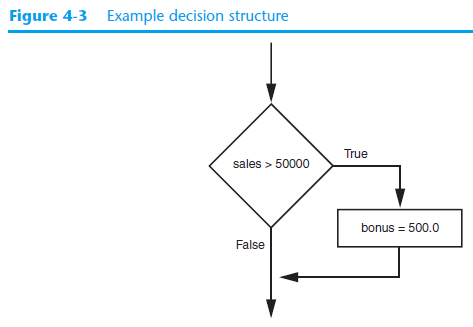 Figure 4-3 Example decision structure
sales > 50000
True
bonus = 500.0
False